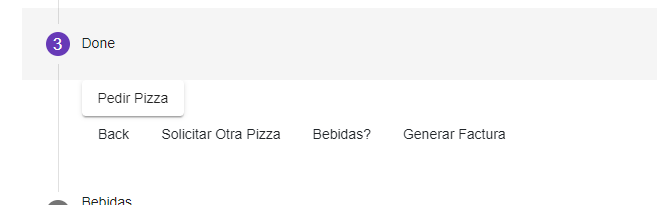 3 Done
Pedir Pizza
Back Solicitar Otra Pizza Bebidas? Generar Factura
Bebidas